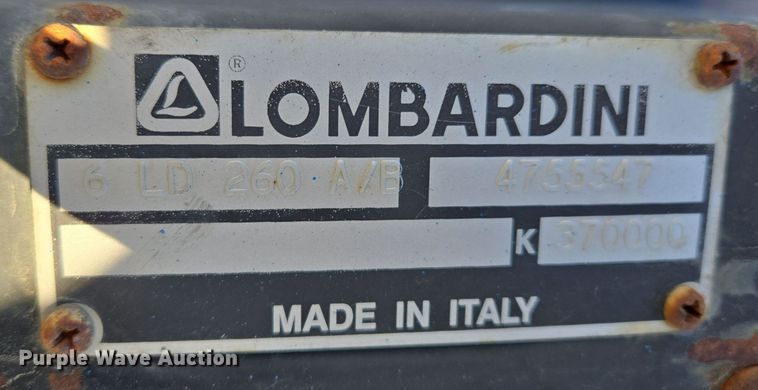 ® LOMBARDINI
6 LD 260 A/B 4755547
K 370000
MADE IN ITALY
Purple Wave Auction